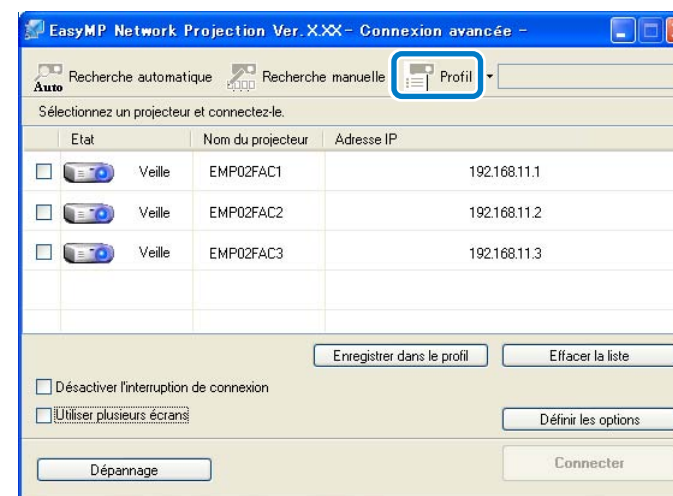 EasyMP Network Projection Ver.X.XX- Connexion avancée -
Auto Recherche automatique Recherche manuelle Profil
Sélectionnez un projecteur et connectez-le.
Etat Nom du projecteur Adresse IP
Veille EMP02FAC1 192.168.11.1
Veille EMP02FAC2 192.168.11.2
Veille EMP02FAC3 192.168.11.3
Enregistrer dans le profil Effacer la liste
Désactiver l'interruption de connexion
Utiliser plusieurs écrans
Définir les options
Dépannage Connecter